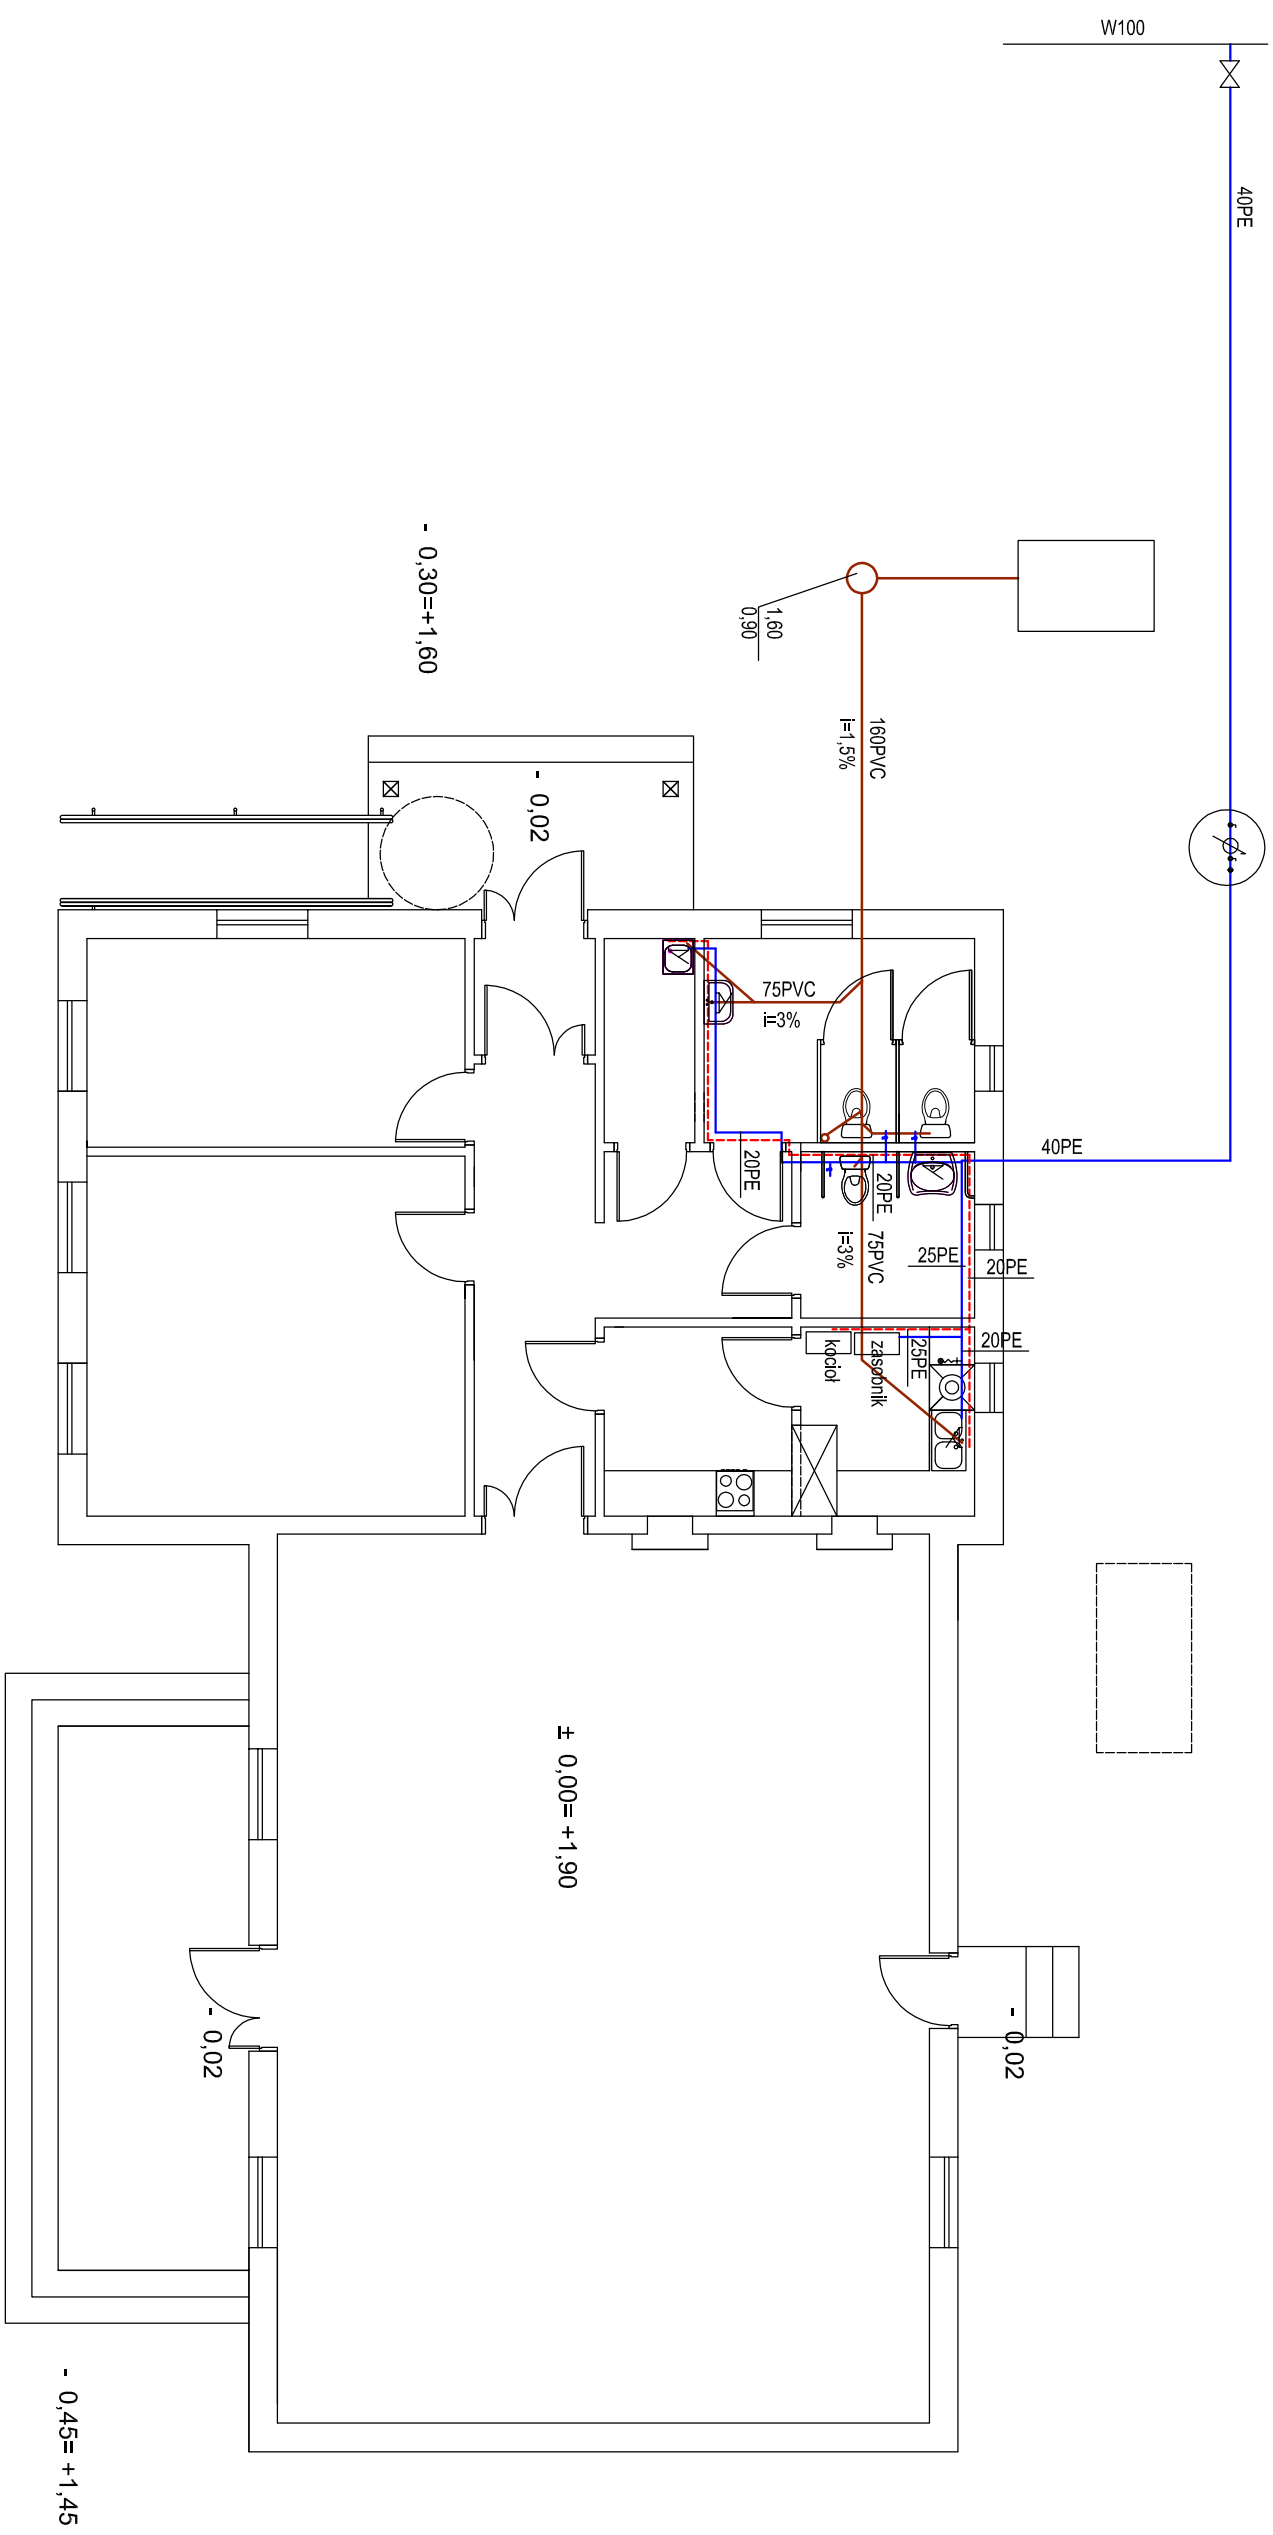 W100
40PE
- 0,30=+1,60
1,60
0,90
160PVC
i=1,5%
- 0,02
75PVC
i=3%
40PE
20PE
20PE
75PVC
i=3%
25PE
20PE
20PE
25PE
zasobnik
kocioł
± 0,00= +1,90
- 0,02
- 0,02
- 0,45= +1,45